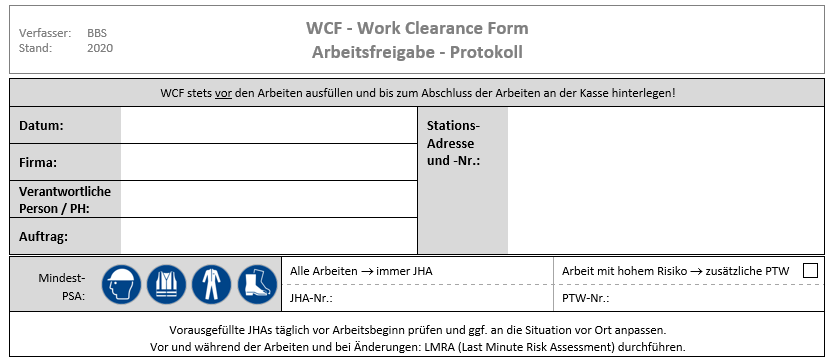 Verfasser: BBS
Stand: 2020
WCF - Work Clearance Form
Arbeitsfreigabe - Protokoll
WCF stets vor den Arbeiten ausfüllen und bis zum Abschluss der Arbeiten an der Kasse hinterlegen!
Datum:
Firma:
Verantwortliche
Person / PH:
Auftrag:
Stations-
Adresse
und -Nr.:
Mindest-
PSA:
Alle Arbeiten → immer JHA
JHA-Nr.:
Arbeit mit hohem Risiko → zusätzliche PTW
PTW-Nr.:
Vorausgefüllte JHAs täglich vor Arbeitsbeginn prüfen und ggf. an die Situation vor Ort anpassen.
Vor und während der Arbeiten und bei Änderungen: LMRA (Last Minute Risk Assessment) durchführen.